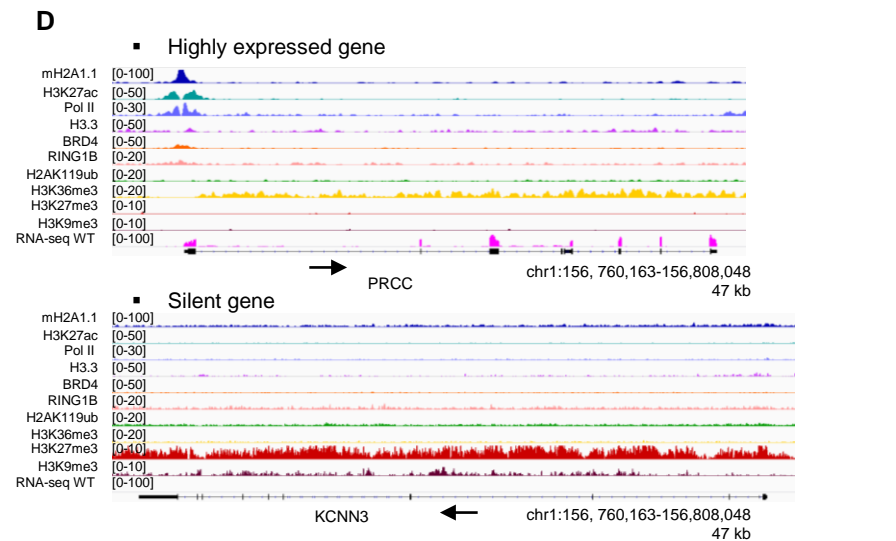 D
▪ Highly expressed gene
mH2A1.1 [0-100]
H3K27ac [0-50]
Pol II [0-30]
H3.3 [0-50]
BRD4 [0-50]
RING1B [0-20]
H2AK119ub [0-20]
H3K36me3 [0-20]
H3K27me3 [0-10]
H3K9me3 [0-10]
RNA-seq WT [0-100]
PRCC
chr1:156, 760,163-156,808,048
47 kb
▪ Silent gene
mH2A1.1 [0-100]
H3K27ac [0-50]
Pol II [0-30]
H3.3 [0-50]
BRD4 [0-50]
RING1B [0-20]
H2AK119ub [0-20]
H3K36me3 [0-20]
H3K27me3 [0-10]
H3K9me3 [0-10]
RNA-seq WT [0-100]
KCNN3
chr1:156, 760,163-156,808,048
47 kb